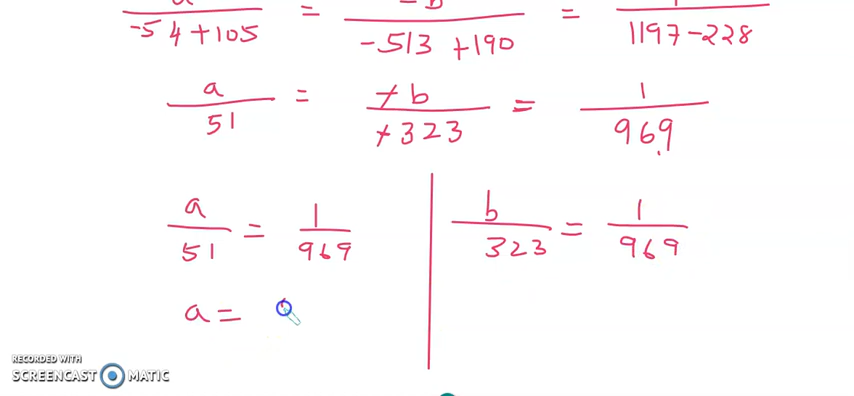 -54+105 = -513+190 = 1197-228
a/51 = -b/-323 = 1/969
a/51 = 1/969
b/323 = 1/969
a =
RECORDED WITH
SCREENCAST MATIC